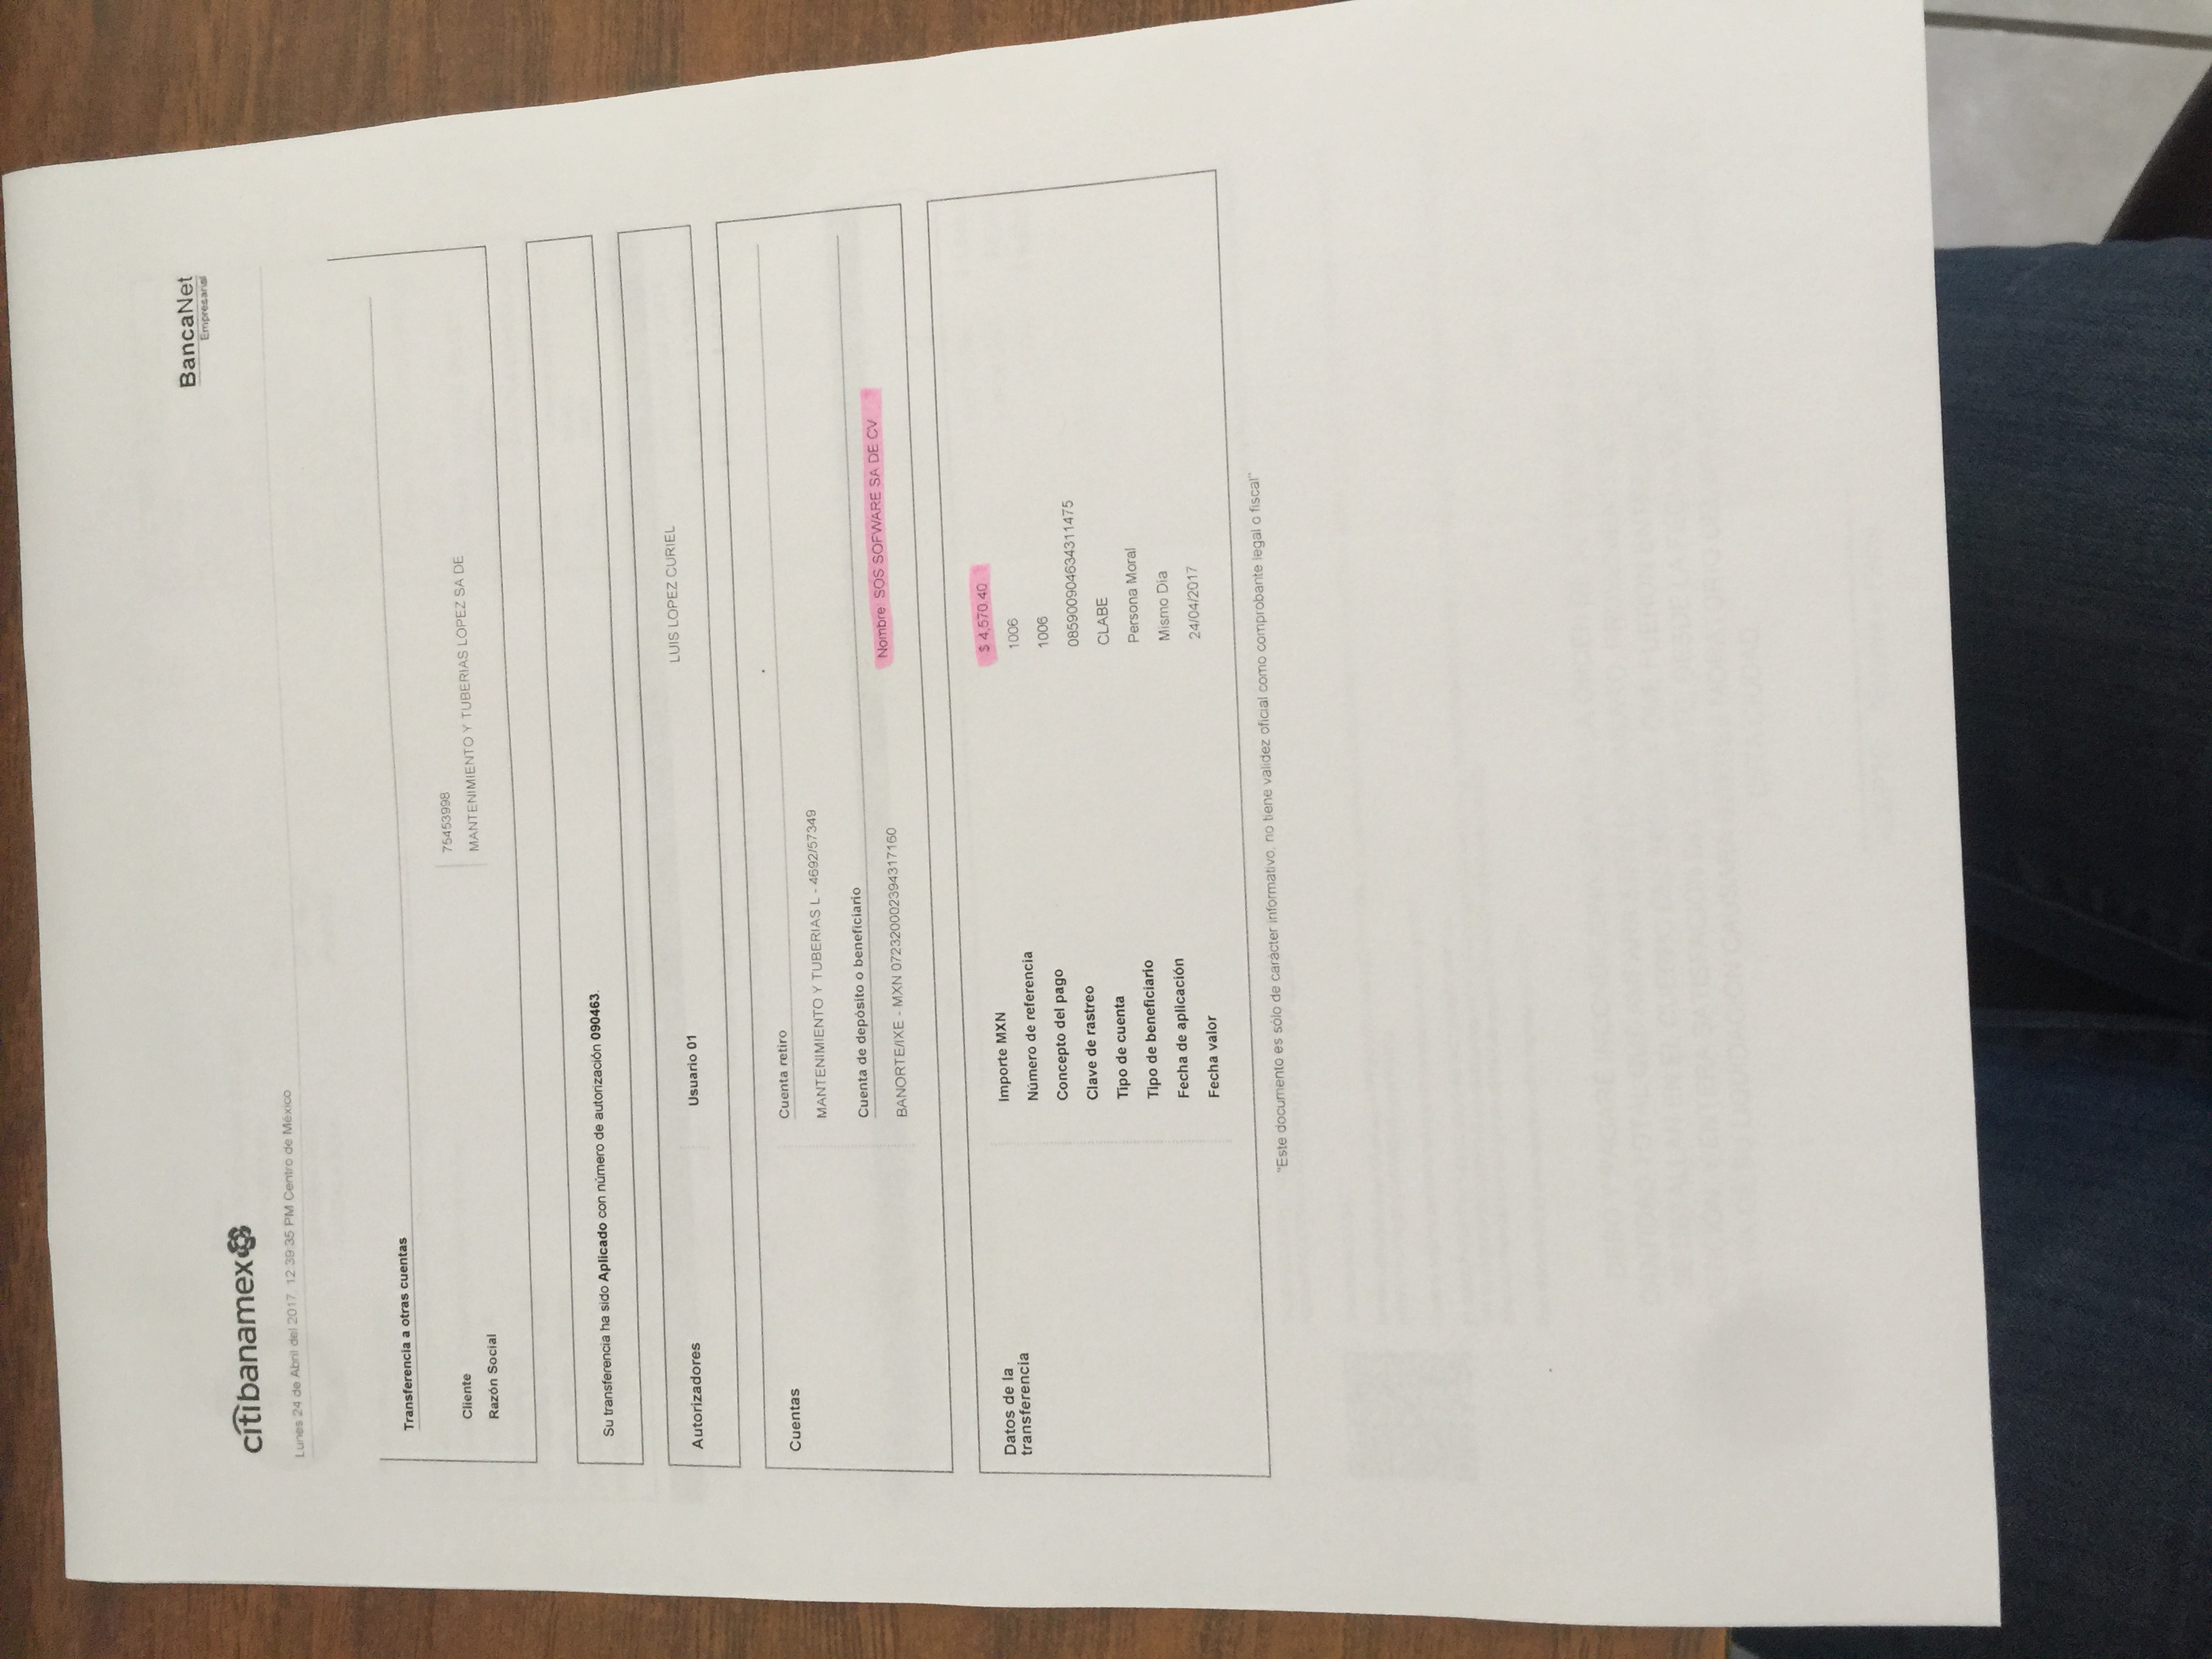 BancaNet
Empresarial
citibanamex
Lunes 24 de Abril del 2017, 12:39:35 PM Centro de México
Transferencia a otras cuentas
Cliente 75453998
Razón Social MANTENIMIENTO Y TUBERIAS LOPEZ SA DE
Su transferencia ha sido Aplicado con número de autorización 090463.
Autorizadores Usuario 01 LUIS LOPEZ CURIEL
Cuentas
Cuenta retiro
MANTENIMIENTO Y TUBERIAS L - 4692/57349
Cuenta de depósito o beneficiario
BANORTE/IXE - MXN 072320002394317160 Nombre: SOS SOFWARE SA DE CV
Datos de la
transferencia
Importe MXN $ 4,570.40
Número de referencia 1006
Concepto del pago 1006
Clave de rastreo 085900904634311475
Tipo de cuenta CLABE
Tipo de beneficiario Persona Moral
Fecha de aplicación Mismo Día
Fecha valor 24/04/2017
"Este documento es sólo de carácter informativo, no tiene validez oficial como comprobante legal o fiscal"